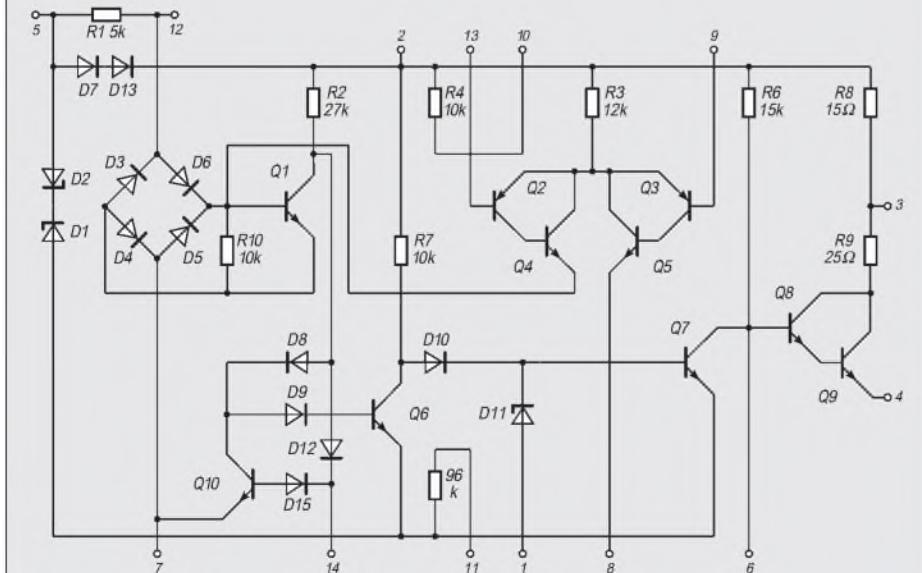 5 R1 5k 12
13 10 9
2
D7 D13
R2 27k
R4 10k
R3 12k
R6 15k
R8 15Ω
D3 D6 Q1
D2
Q2 Q3
3
D1
D4 D5
R10 10k
R7 10k
Q4 Q5
R9 25Ω
Q8
D8 D10 Q7
D9
D11
Q9 4
Q6
D12
Q10 D15
96 k
7 14 11 1 8 6